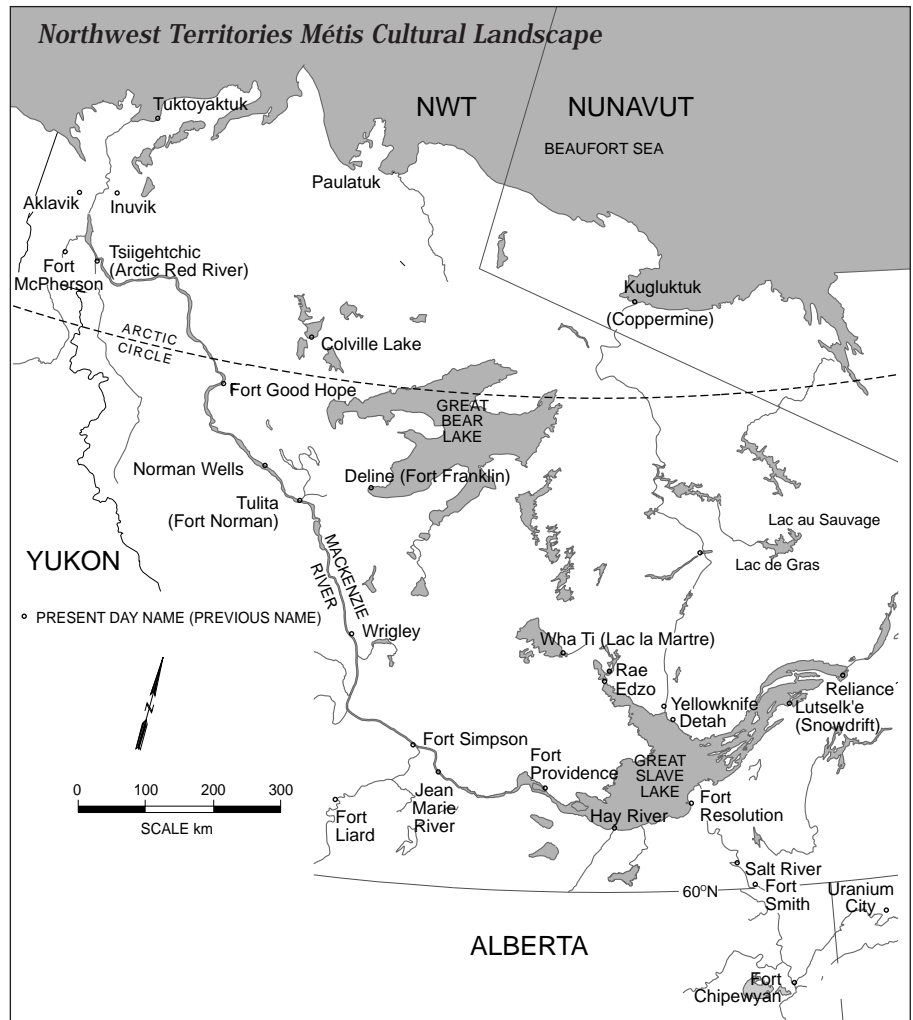 Northwest Territories Métis Cultural Landscape
Tuktoyaktuk
NWT
NUNAVUT
BEAUFORT SEA
Paulatuk
Aklavik
Inuvik
Tsiigehtchic
(Arctic Red River)
Fort
McPherson
Kugluktuk
(Coppermine)
ARCTIC
CIRCLE
Colville Lake
Fort Good Hope
GREAT
BEAR
LAKE
Norman Wells
Deline (Fort Franklin)
Tulita
(Fort Norman)
Lac au Sauvage
Lac de Gras
YUKON
MACKENZIE
RIVER
PRESENT DAY NAME (PREVIOUS NAME)
Wrigley
Wha Ti (Lac la Martre)
Rae
Edzo
Reliance
Yellowknife
Detah
Lutselk'e
(Snowdrift)
N
Fort Simpson
Fort
Providence
GREAT
SLAVE
LAKE
0 100 200 300
SCALE km
Fort
Liard
Jean
Marie
River
Hay River
Fort
Resolution
Salt River
60°N
Fort
Smith
Uranium
City
ALBERTA
Fort
Chipewyan